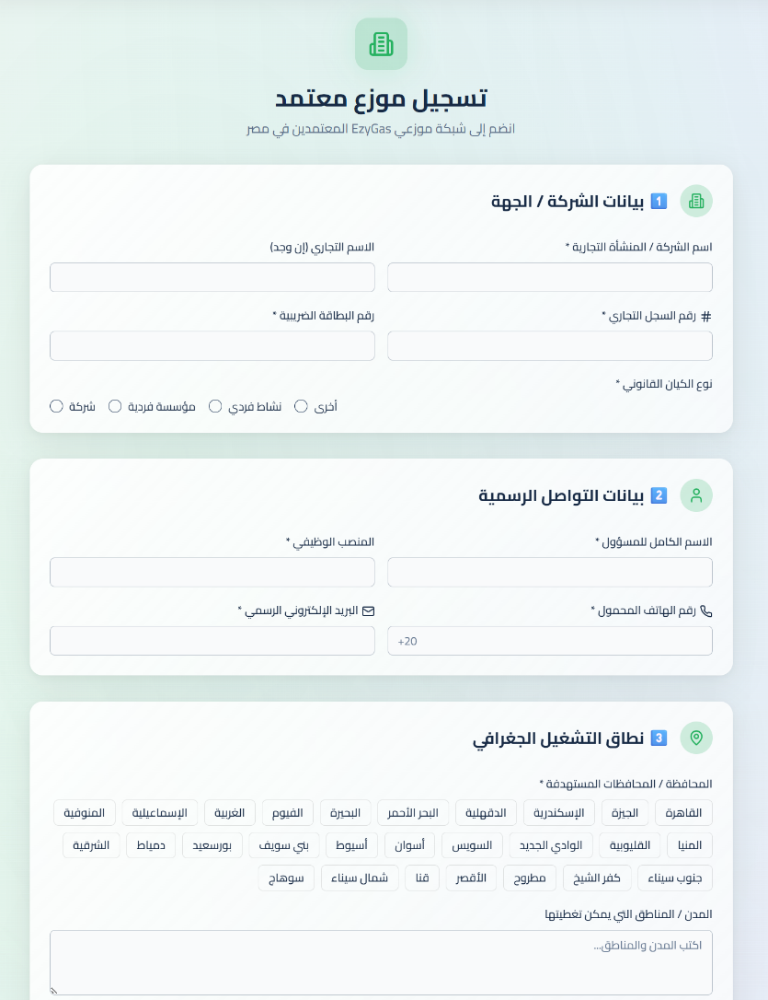 تسجيل موزع معتمد
انضم إلى شبكة موزعي EzyGas المعتمدين في مصر
1 بيانات الشركة / الجهة
اسم الشركة / المنشأة التجارية *
الاسم التجاري (إن وجد)
# رقم السجل التجاري *
رقم البطاقة الضريبية *
نوع الكيان القانوني *
أخرى نشاط فردي مؤسسة فردية شركة
2 بيانات التواصل الرسمية
الاسم الكامل للمسؤول *
المنصب الوظيفي *
رقم الهاتف المحمول *
البريد الإلكتروني الرسمي *
+20
3 نطاق التشغيل الجغرافي
المحافظة / المحافظات المستهدفة *
القاهرة الجيزة الإسكندرية الدقهلية البحر الأحمر البحيرة الفيوم الغربية الإسماعيلية المنوفية
المنيا القليوبية الوادي الجديد السويس أسوان أسيوط بني سويف بورسعيد دمياط الشرقية
جنوب سيناء كفر الشيخ مطروح الأقصر قنا شمال سيناء سوهاج
المدن / المناطق التي يمكن تغطيتها
اكتب المدن والمناطق...